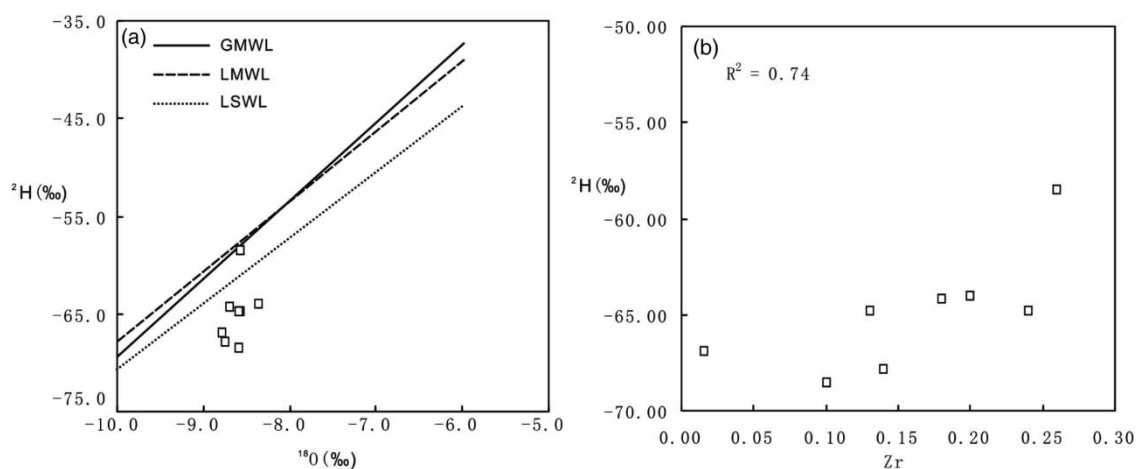 (a)
GMWL
LMWL
LSWL
-35.0
-45.0
-55.0
-65.0
-75.0
²H(‰)
-10.0 -9.0 -8.0 -7.0 -6.0 -5.0
¹⁸O(‰)
(b)
R² = 0.74
-50.00
-55.00
-60.00
-65.00
-70.00
²H(‰)
0.00 0.05 0.10 0.15 0.20 0.25 0.30
Zr